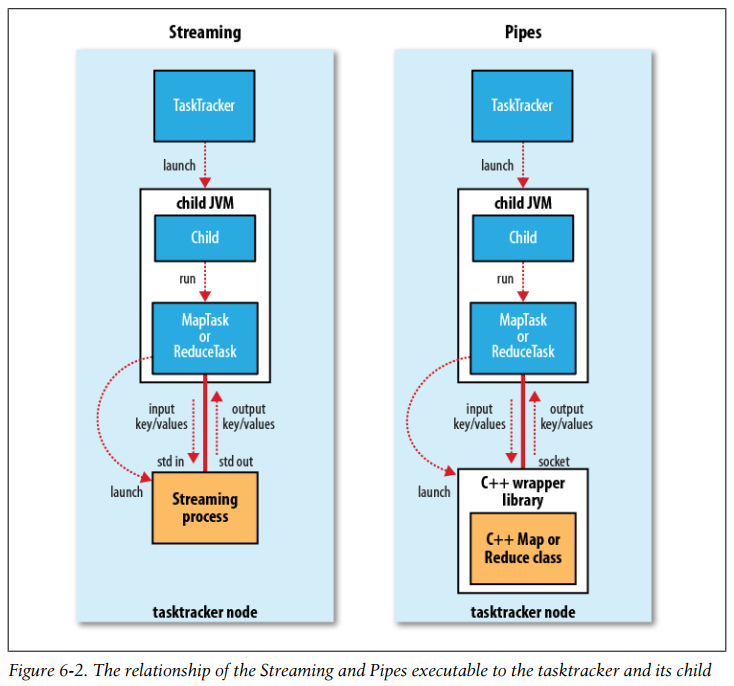 Streaming
TaskTracker
launch
child JVM
Child
run
MapTask
or
ReduceTask
input
key/values
output
key/values
std in
std out
launch
Streaming
process
tasktracker node
Pipes
TaskTracker
launch
child JVM
Child
run
MapTask
or
ReduceTask
input
key/values
output
key/values
socket
launch
C++ wrapper
library
C++ Map or
Reduce class
tasktracker node
Figure 6-2. The relationship of the Streaming and Pipes executable to the tasktracker and its child